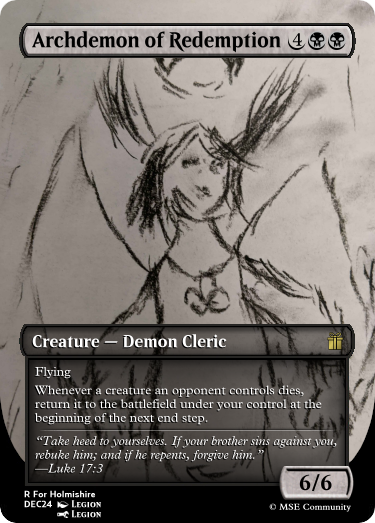 Archdemon of Redemption 4
Creature — Demon Cleric
Flying
Whenever a creature an opponent controls dies,
return it to the battlefield under your control at the
beginning of the next end step.
“Take heed to yourselves. If your brother sins against you,
rebuke him; and if he repents, forgive him.”
—Luke 17:3
6/6
R For Holmishire
DEC24 Legion
Legion
© MSE Community